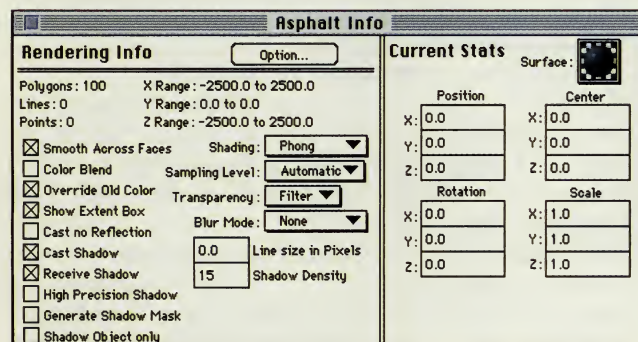 Asphalt Info
Rendering Info
Option...
Polygons: 100 X Range: -2500.0 to 2500.0
Lines: 0 Y Range: 0.0 to 0.0
Points: 0 Z Range: -2500.0 to 2500.0
Smooth Across Faces
Color Blend
Override Old Color
Show Extent Box
Cast no Reflection
Cast Shadow
Receive Shadow
High Precision Shadow
Generate Shadow Mask
Shadow Object only
Shading: Phong
Sampling Level: Automatic
Transparency: Filter
Blur Mode: None
0.0 Line size in Pixels
15 Shadow Density
Current Stats
Surface:
Position
X: 0.0
Y: 0.0
Z: 0.0
Center
X: 0.0
Y: 0.0
Z: 0.0
Rotation
X: 0.0
Y: 0.0
Z: 0.0
Scale
X: 1.0
Y: 1.0
Z: 1.0